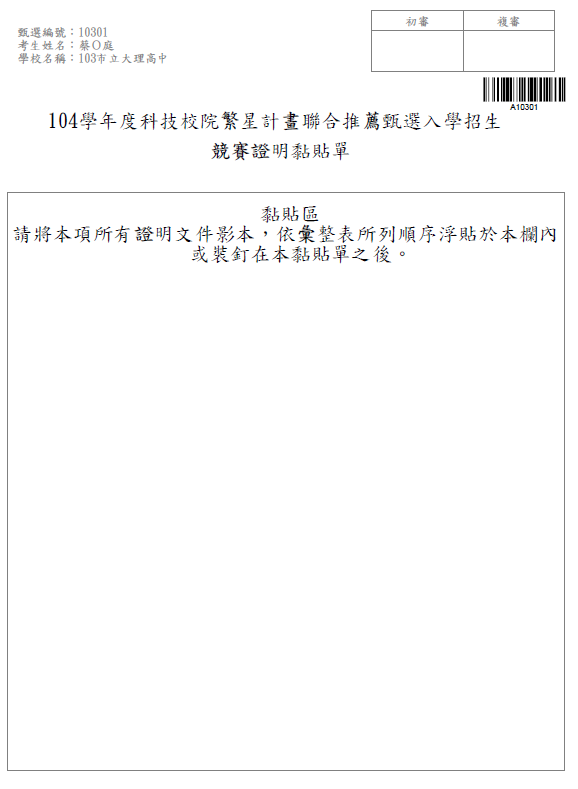 甄選編號：10301
考生姓名：蔡○庭
學校名稱：103市立大理高中
初審 複審
A10301
104學年度科技校院繁星計畫聯合推薦甄選入學招生
競賽證明黏貼單
黏貼區
請將本項所有證明文件影本，依彙整表所列順序浮貼於本欄內
或裝釘在本黏貼單之後。